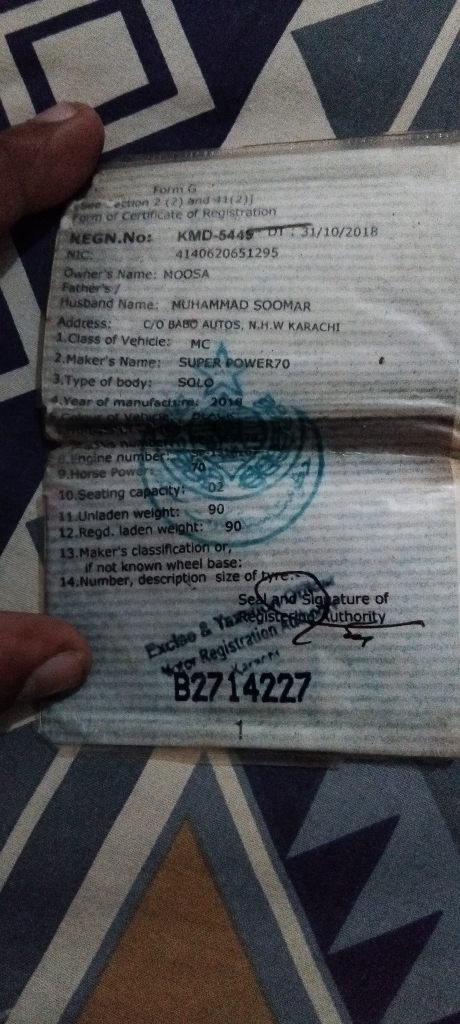 Form G
[See Section 2 (2) and 41(2)]
Form of Certificate of Registration
REGN.No: KMD-5445 DT : 31/10/2018
NIC: 4140620651295
Owner's Name: MOOSA
Father's /
Husband Name: MUHAMMAD SOOMAR
Address: C/O BABO AUTOS, N.H.W KARACHI
1.Class of Vehicle: MC
2.Maker's Name: SUPER POWER70
3.Type of body: SOLO
4.Year of manufacture: 2018
8.Engine number:
9.Horse Power: 70
10.Seating capacity: 02
11.Unladen weight: 90
12.Regd. laden weight: 90
13.Maker's classification or,
if not known wheel base:
14.Number, description size of tyre:-
Seal and Signature of
Registering Authority
Excise &
Motor Registration
Karachi
B2714227
1